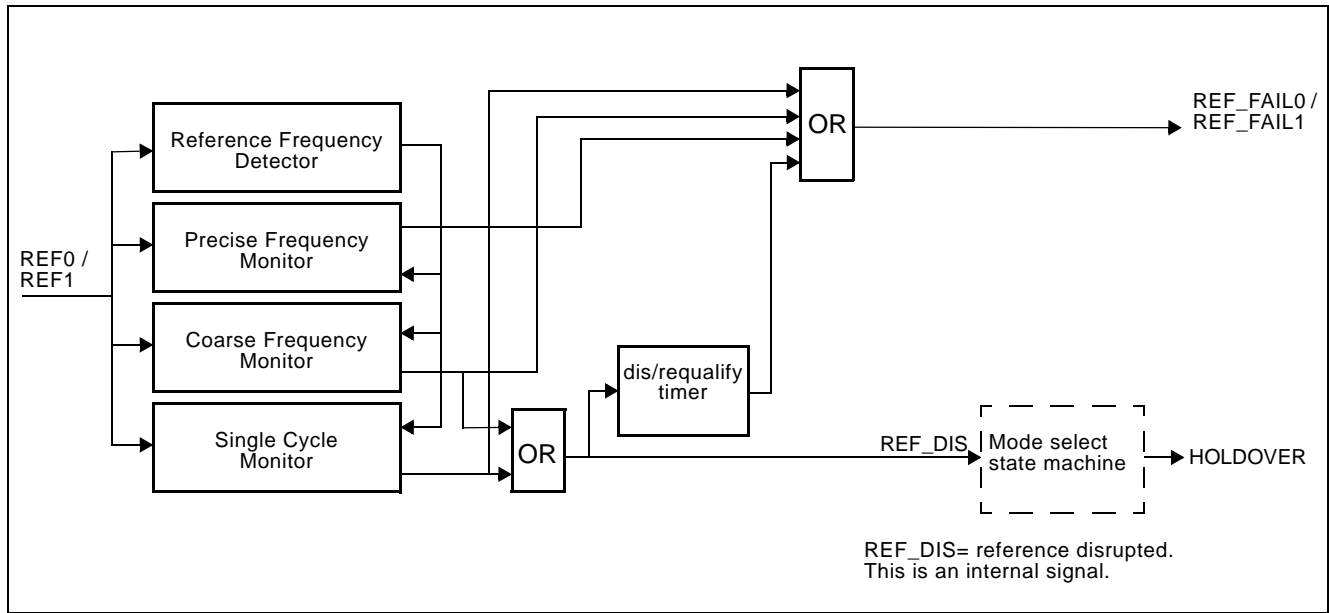 REF0 /
REF1
Reference Frequency
Detector
Precise Frequency
Monitor
Coarse Frequency
Monitor
Single Cycle
Monitor
OR
dis/requalify
timer
OR
REF_FAIL0 /
REF_FAIL1
REF_DIS
Mode select
state machine
HOLDOVER
REF_DIS= reference disrupted.
This is an internal signal.